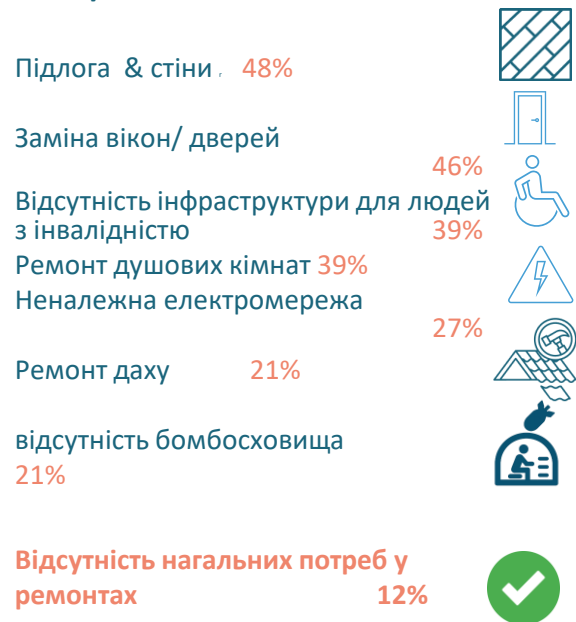 Підлога & стіни 48%
Заміна вікон/ дверей
46%
Відсутність інфраструктури для людей
з інвалідністю 39%
Ремонт душових кімнат 39%
Неналежна електромережа
27%
Ремонт даху 21%
відсутність бомбосховища
21%
Відсутність нагальних потреб у
ремонтах 12%